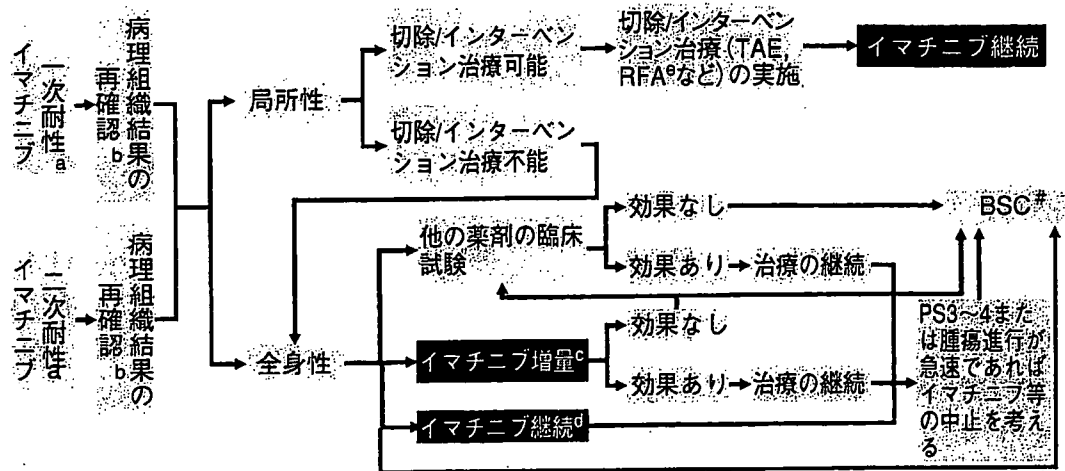 イマチニブ
一次耐性a
病理組織結果の
再確認b
局所性
切除/インターベン
ション治療可能
切除/インターベン
ション治療(TAE,
RFAeなど)の実施
イマチニブ継続
切除/インターベン
ション治療不能
イマチニブ
二次耐性a
病理組織結果の
再確認b
全身性
他の薬剤の臨床
試験
効果なし
BSC#
効果あり
治療の継続
イマチニブ増量c
効果なし
効果あり
治療の継続
イマチニブ継続d
PS3~4また
は腫瘍進行が
急速であれば
イマチニブ等
の中止を考え
る